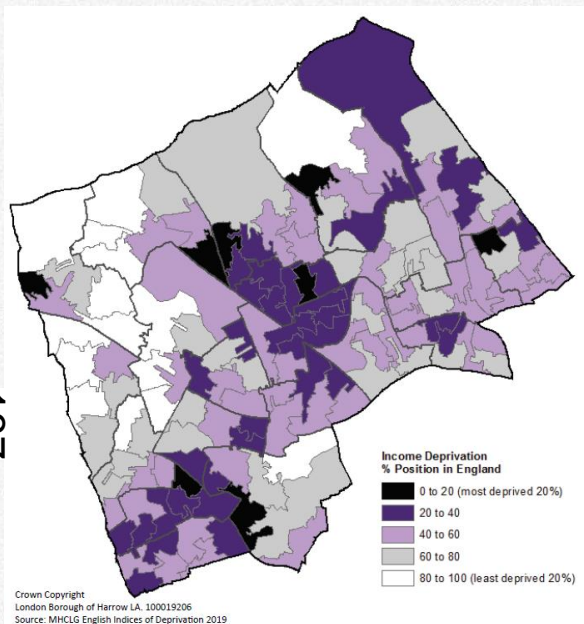 Income Deprivation
% Position in England
0 to 20 (most deprived 20%)
20 to 40
40 to 60
60 to 80
80 to 100 (least deprived 20%)
Crown Copyright
London Borough of Harrow LA. 100019206
Source: MHCLG English Indices of Deprivation 2019